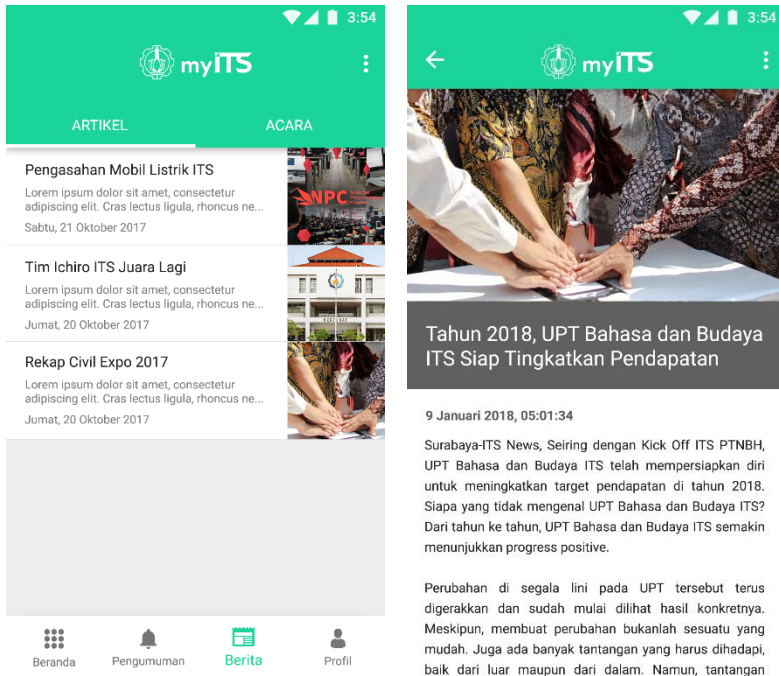 3:54
myITS
ARTIKEL
ACARA
Pengasahan Mobil Listrik ITS
Lorem ipsum dolor sit amet, consectetur
adipiscing elit. Cras lectus ligula, rhoncus ne...
Sabtu, 21 Oktober 2017
NPC
Tim Ichiro ITS Juara Lagi
Lorem ipsum dolor sit amet, consectetur
adipiscing elit. Cras lectus ligula, rhoncus ne...
Jumat, 20 Oktober 2017
Rekap Civil Expo 2017
Lorem ipsum dolor sit amet, consectetur
adipiscing elit. Cras lectus ligula, rhoncus ne...
Jumat, 20 Oktober 2017
Beranda
Pengumuman
Berita
Profil
3:54
myITS
Tahun 2018, UPT Bahasa dan Budaya
ITS Siap Tingkatkan Pendapatan
9 Januari 2018, 05:01:34
Surabaya-ITS News, Seiring dengan Kick Off ITS PTNBH,
UPT Bahasa dan Budaya ITS telah mempersiapkan diri
untuk meningkatkan target pendapatan di tahun 2018.
Siapa yang tidak mengenal UPT Bahasa dan Budaya ITS?
Dari tahun ke tahun, UPT Bahasa dan Budaya ITS semakin
menunjukkan progress positive.
Perubahan di segala lini pada UPT tersebut terus
digerakkan dan sudah mulai dilihat hasil konkretnya.
Meskipun, membuat perubahan bukanlah sesuatu yang
mudah. Juga ada banyak tantangan yang harus dihadapi,
baik dari luar maupun dari dalam. Namun, tantangan